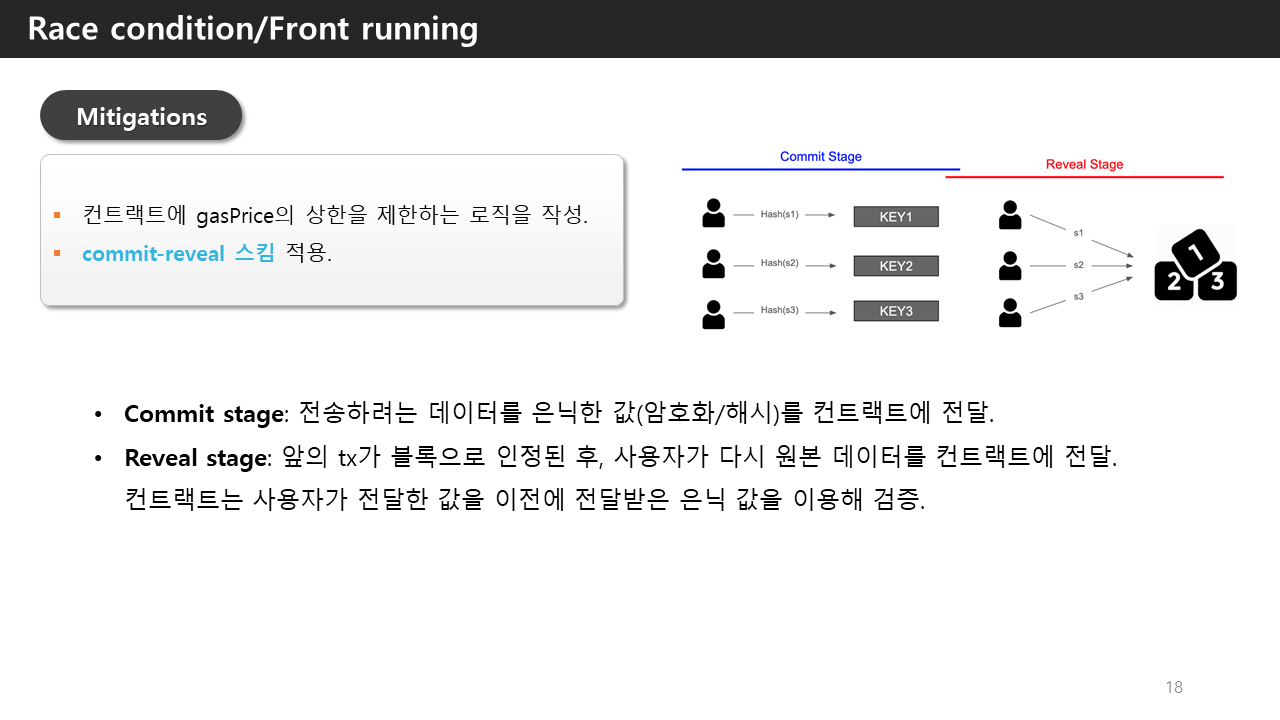 Race condition/Front running
Mitigations
▪ 컨트랙트에 gasPrice의 상한을 제한하는 로직을 작성.
▪ commit-reveal 스킴 적용.
Commit Stage
Hash(s1)
KEY1
Hash(s2)
KEY2
Hash(s3)
KEY3
Reveal Stage
s1
s2
s3
1
2
3
• Commit stage: 전송하려는 데이터를 은닉한 값(암호화/해시)를 컨트랙트에 전달.
• Reveal stage: 앞의 tx가 블록으로 인정된 후, 사용자가 다시 원본 데이터를 컨트랙트에 전달.
컨트랙트는 사용자가 전달한 값을 이전에 전달받은 은닉 값을 이용해 검증.
18